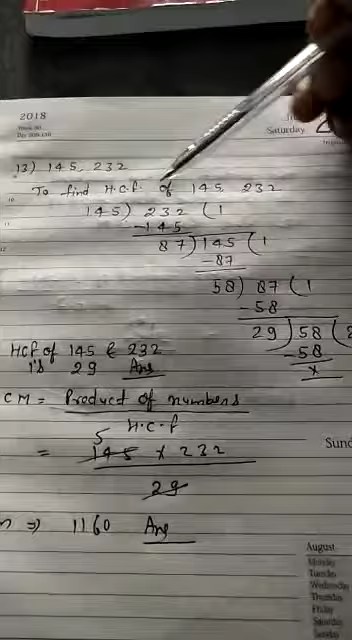 2018
Saturday
13) 145, 232
To find H.C.f. of 145, 232
145) 232 ( 1
-145
87) 145 ( 1
-87
58) 87 ( 1
-58
29) 58 (2
-58
x
HCf of 145 & 232
is 29 Ans
CM = Product of numbers
H.C.f
5
= 145 x 232
29
=> 1160 Ans
Sund
August
Monday
Tuesday
Wednesday
Thursday
Friday
Saturday
Sunday